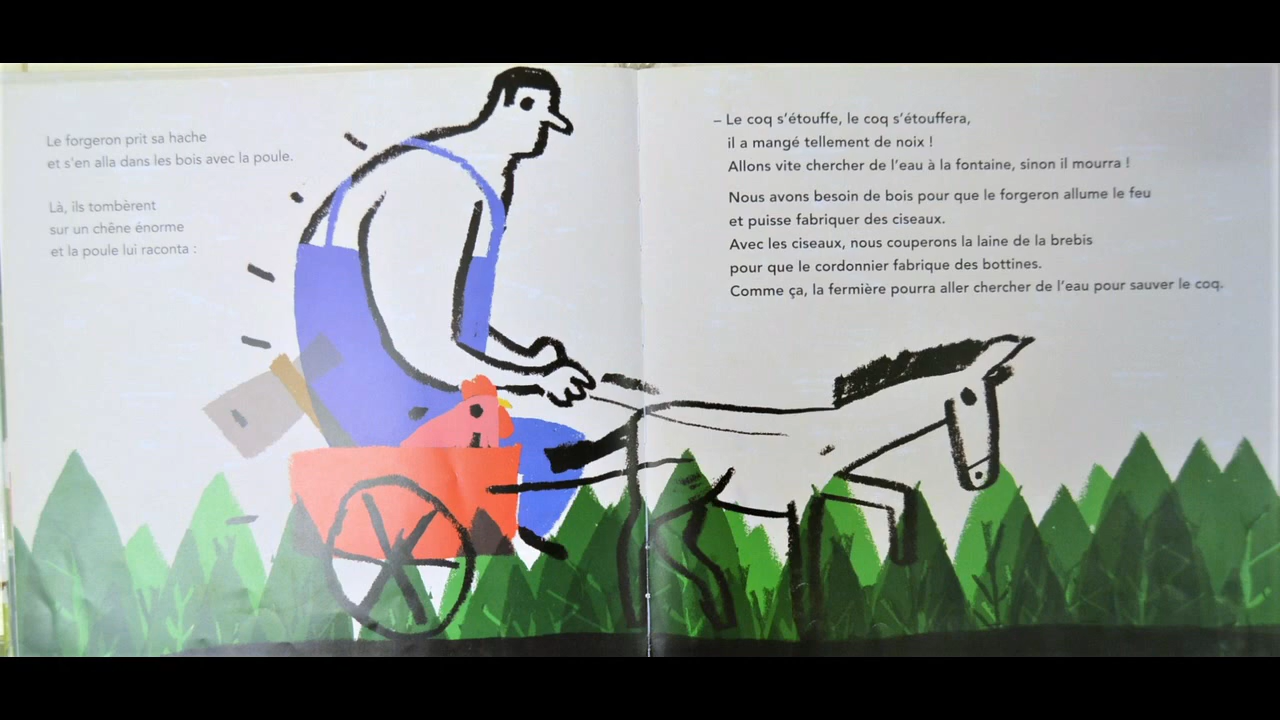 Le forgeron prit sa hache
et s'en alla dans les bois avec la poule.
Là, ils tombèrent
sur un chêne énorme
et la poule lui raconta :
– Le coq s'étouffe, le coq s'étouffera,
il a mangé tellement de noix !
Allons vite chercher de l'eau à la fontaine, sinon il mourra !
Nous avons besoin de bois pour que le forgeron allume le feu
et puisse fabriquer des ciseaux.
Avec les ciseaux, nous couperons la laine de la brebis
pour que le cordonnier fabrique des bottines.
Comme ça, la fermière pourra aller chercher de l'eau pour sauver le coq.